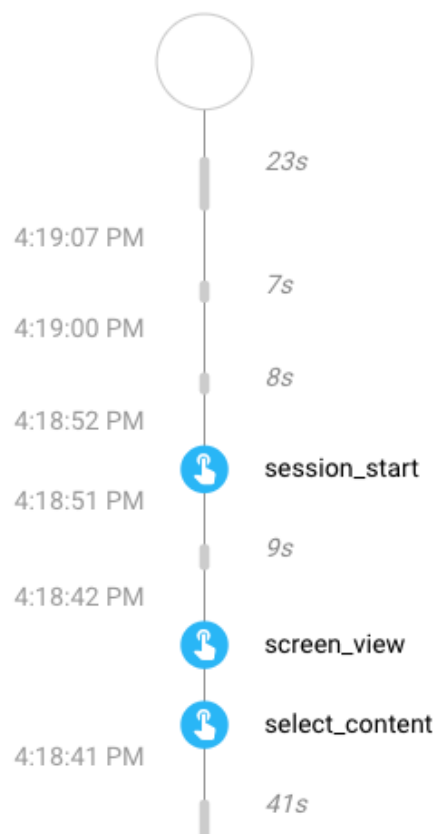 23s
4:19:07 PM
7s
4:19:00 PM
8s
4:18:52 PM
session_start
4:18:51 PM
9s
4:18:42 PM
screen_view
select_content
4:18:41 PM
41s